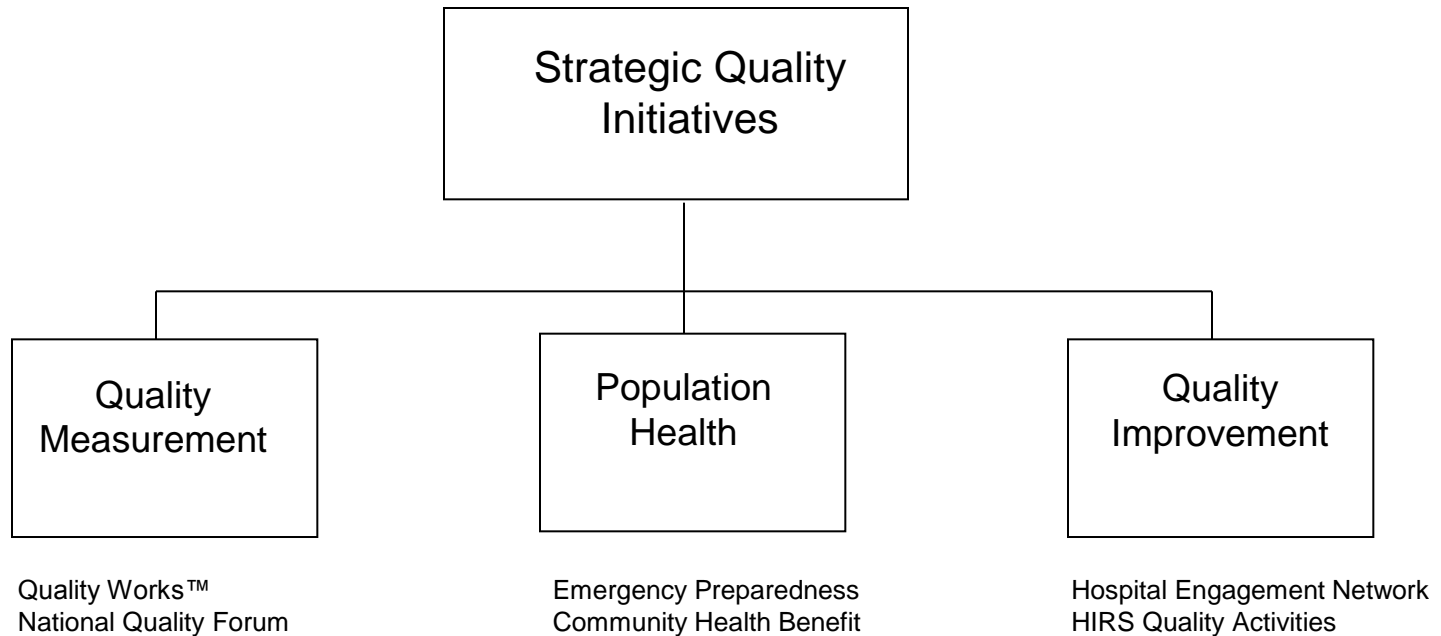 Strategic Quality
Initiatives
Quality
Measurement
Population
Health
Quality
Improvement
Quality Works™
National Quality Forum
Emergency Preparedness
Community Health Benefit
Hospital Engagement Network
HIRS Quality Activities